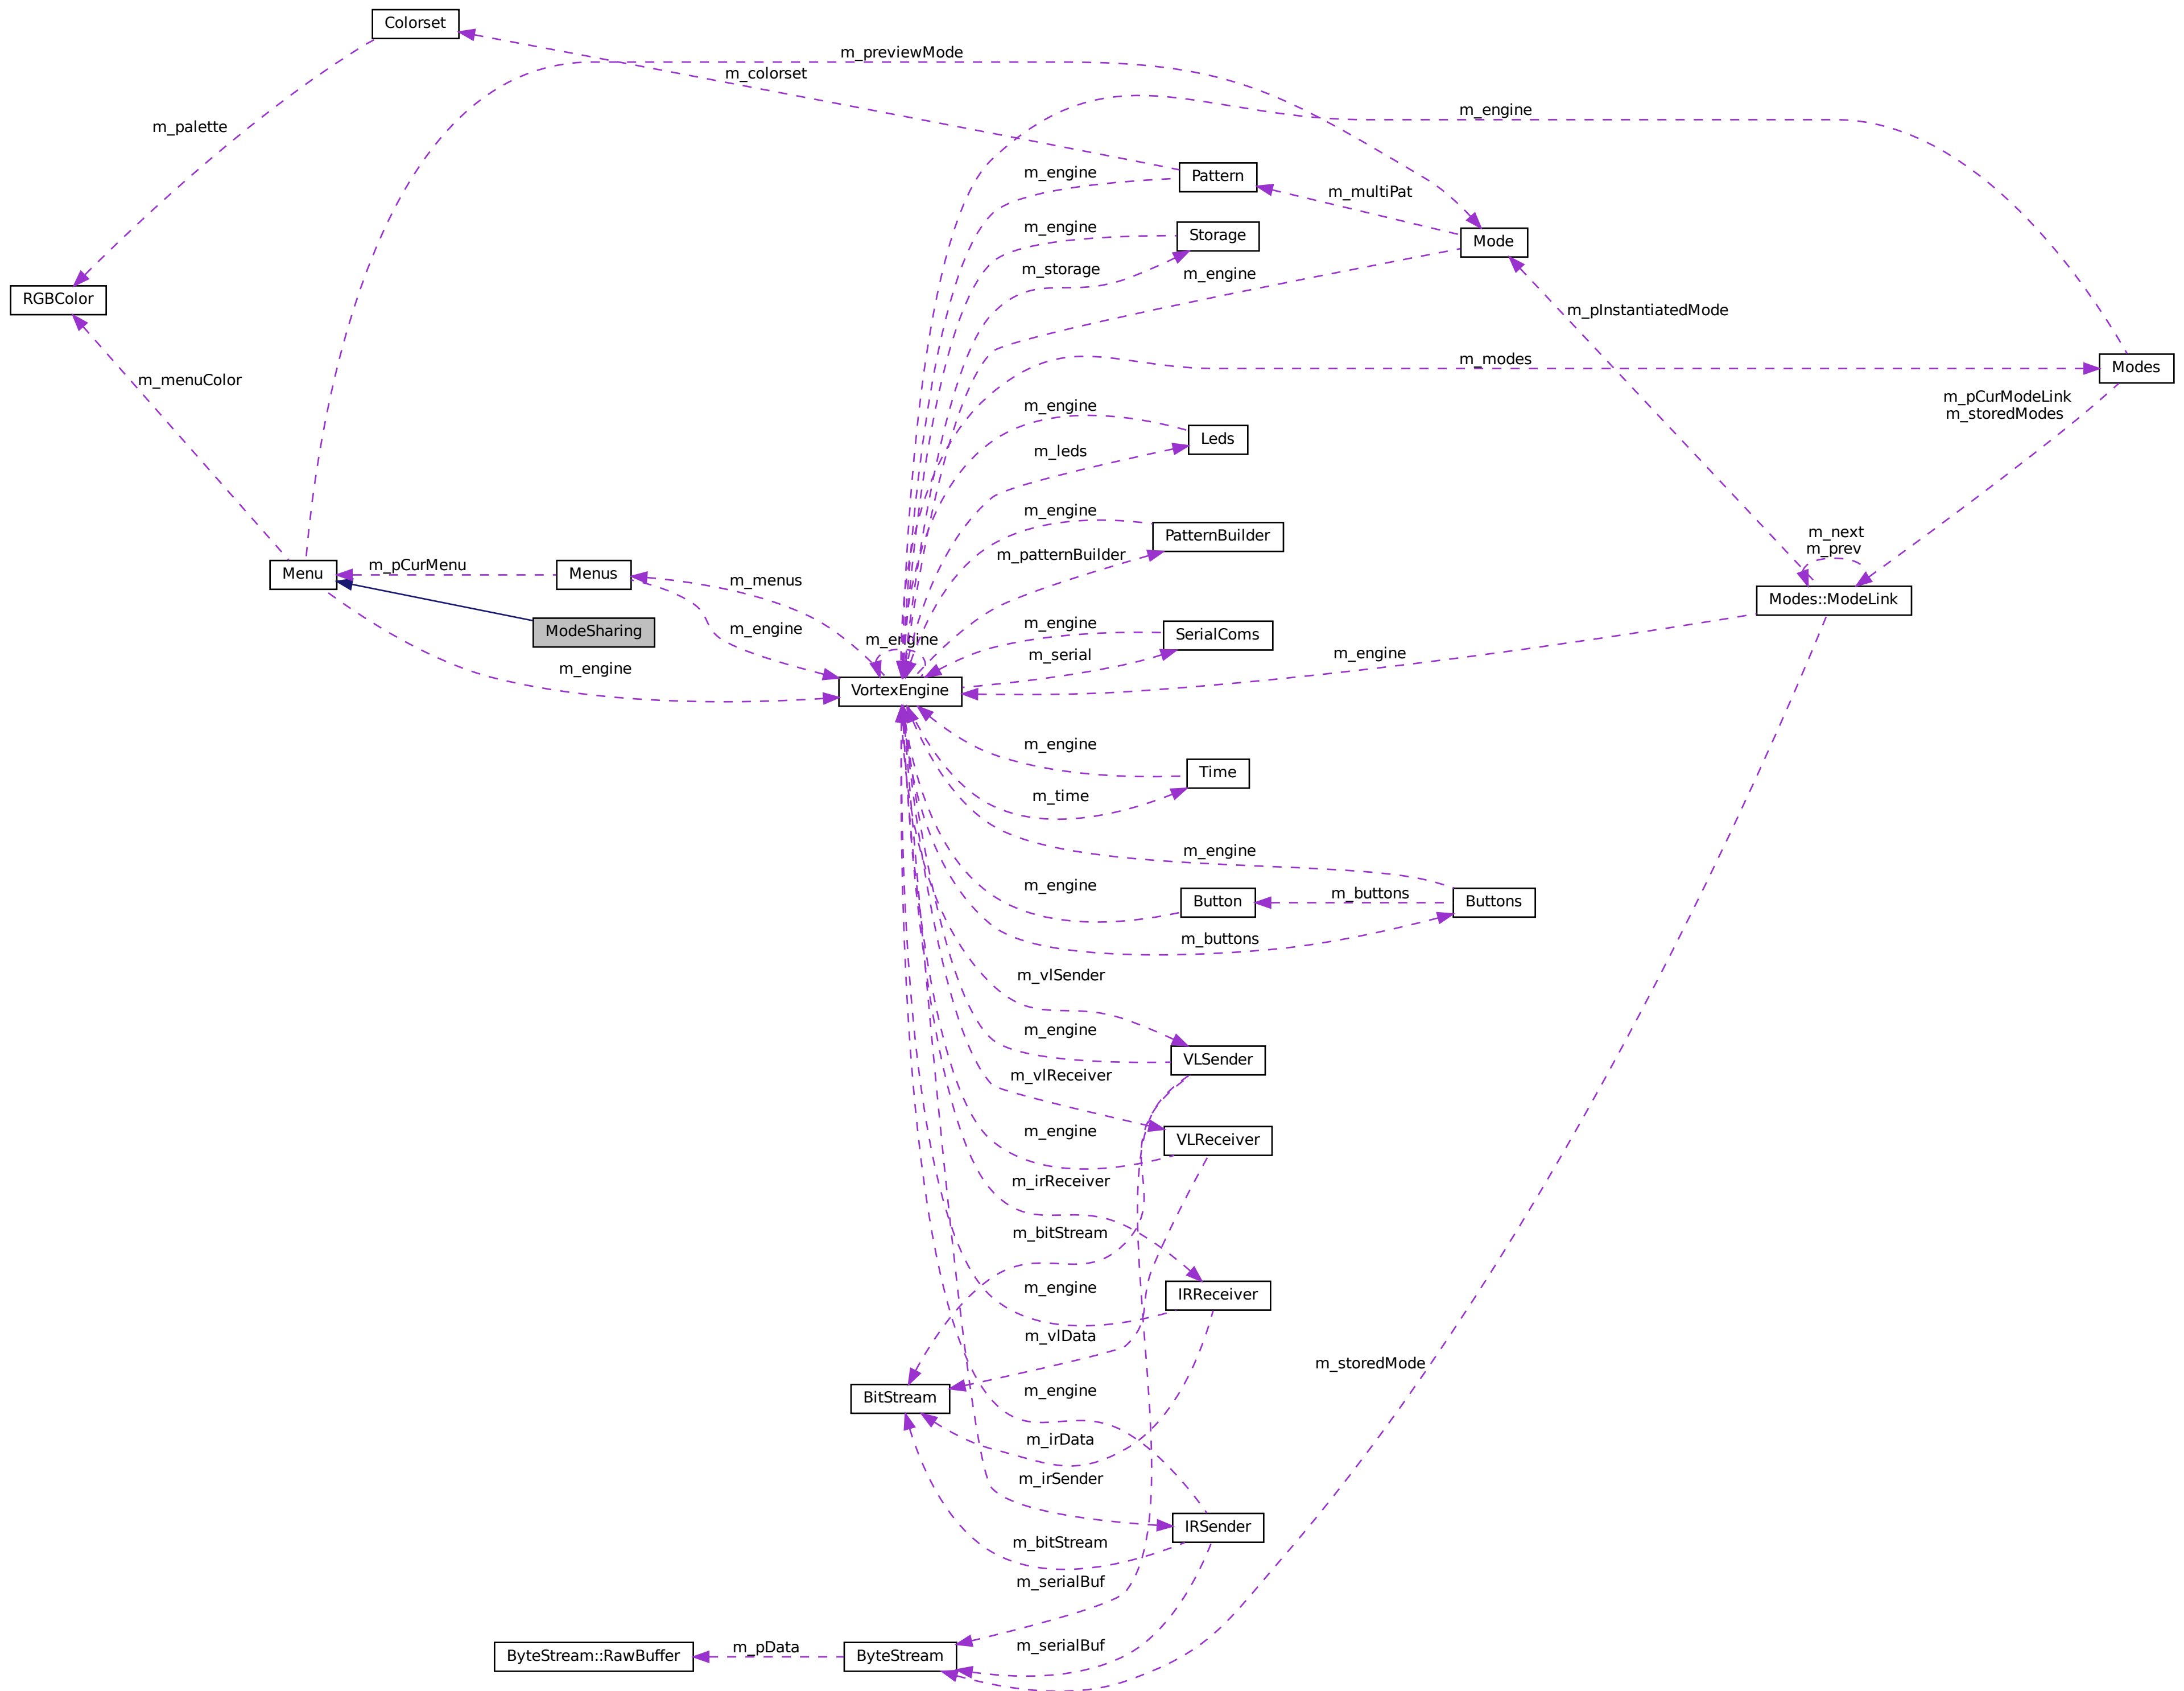 Colorset
m_previewMode
m_colorset
m_engine
m_palette
m_engine
Pattern
m_multiPat
m_engine
Storage
Mode
m_storage
m_engine
RGBColor
m_pInstantiatedMode
m_modes
Modes
m_menuColor
m_pCurModeLink
m_storedModes
m_engine
Leds
m_leds
m_engine
PatternBuilder
m_next
m_prev
m_patternBuilder
m_pCurMenu
Menu
Menus
m_menus
Modes::ModeLink
ModeSharing
m_engine
m_engine
m_engine
SerialComs
m_serial
m_engine
m_engine
VortexEngine
m_engine
Time
m_time
m_engine
m_engine
Button
m_buttons
Buttons
m_buttons
m_vlSender
m_engine
VLSender
m_vlReceiver
m_engine
VLReceiver
m_irReceiver
m_bitStream
m_engine
IRReceiver
m_vlData
m_storedMode
m_engine
BitStream
m_irData
m_irSender
IRSender
m_bitStream
m_serialBuf
m_serialBuf
ByteStream::RawBuffer
m_pData
ByteStream